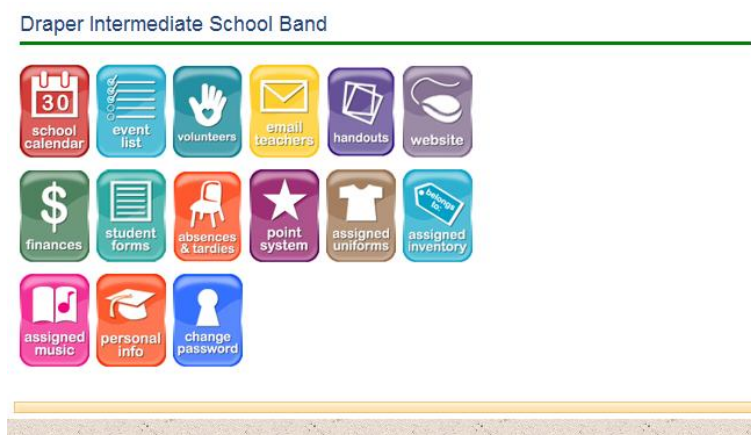 Draper Intermediate School Band
30
school
calendar
event
list
volunteers
email
teachers
handouts
website
$
finances
student
forms
absences
& tardies
point
system
assigned
uniforms
belongs
to:
assigned
inventory
assigned
music
personal
info
change
password